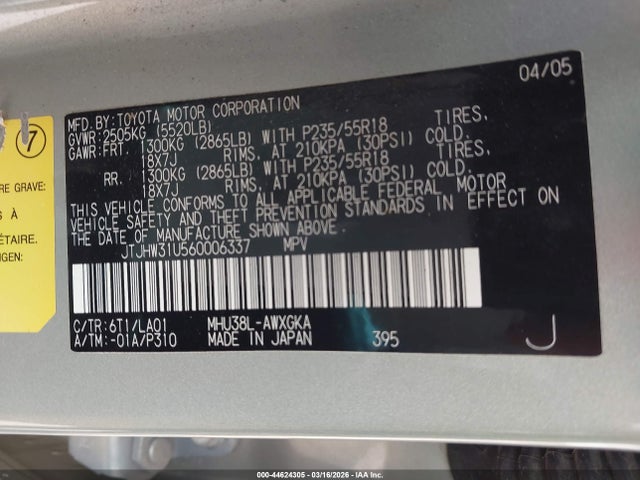 04/05
MFD.BY:TOYOTA MOTOR CORPORATION
GVWR:2505KG (5520LB)
GAWR:FRT 1300KG (2865LB) WITH P235/55R18 TIRES,
18X7J RIMS, AT 210KPA (30PSI) COLD.
RR. 1300KG (2865LB) WITH P235/55R18 TIRES,
18X7J RIMS, AT 210KPA (30PSI) COLD.
THIS VEHICLE CONFORMS TO ALL APPLICABLE FEDERAL MOTOR
VEHICLE SAFETY AND THEFT PREVENTION STANDARDS IN EFFECT ON
THE DATE OF MANUFACTURE SHOWN ABOVE.
JTJHW31U560006337 MPV
C/TR:6T1/LA01 MHU38L-AWXGKA
A/TM:-01A/P310 MADE IN JAPAN 395 J
7
RE GRAVE:
S À
ÉTAIRE.
GEN:
000-44624305 - 03/16/2026 - © IAA Inc.